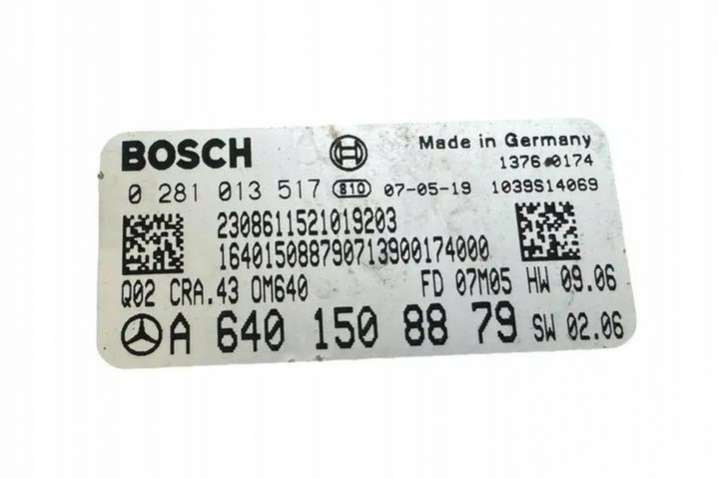 BOSCH Made in Germany
1376 0174
0 281 013 517 810 07-05-19 1039S14069
2308611521019203
164015088790713900174000
Q02 CRA.43 OM640 FD 07M05 HW 09.06
A 640 150 88 79 SW 02.06